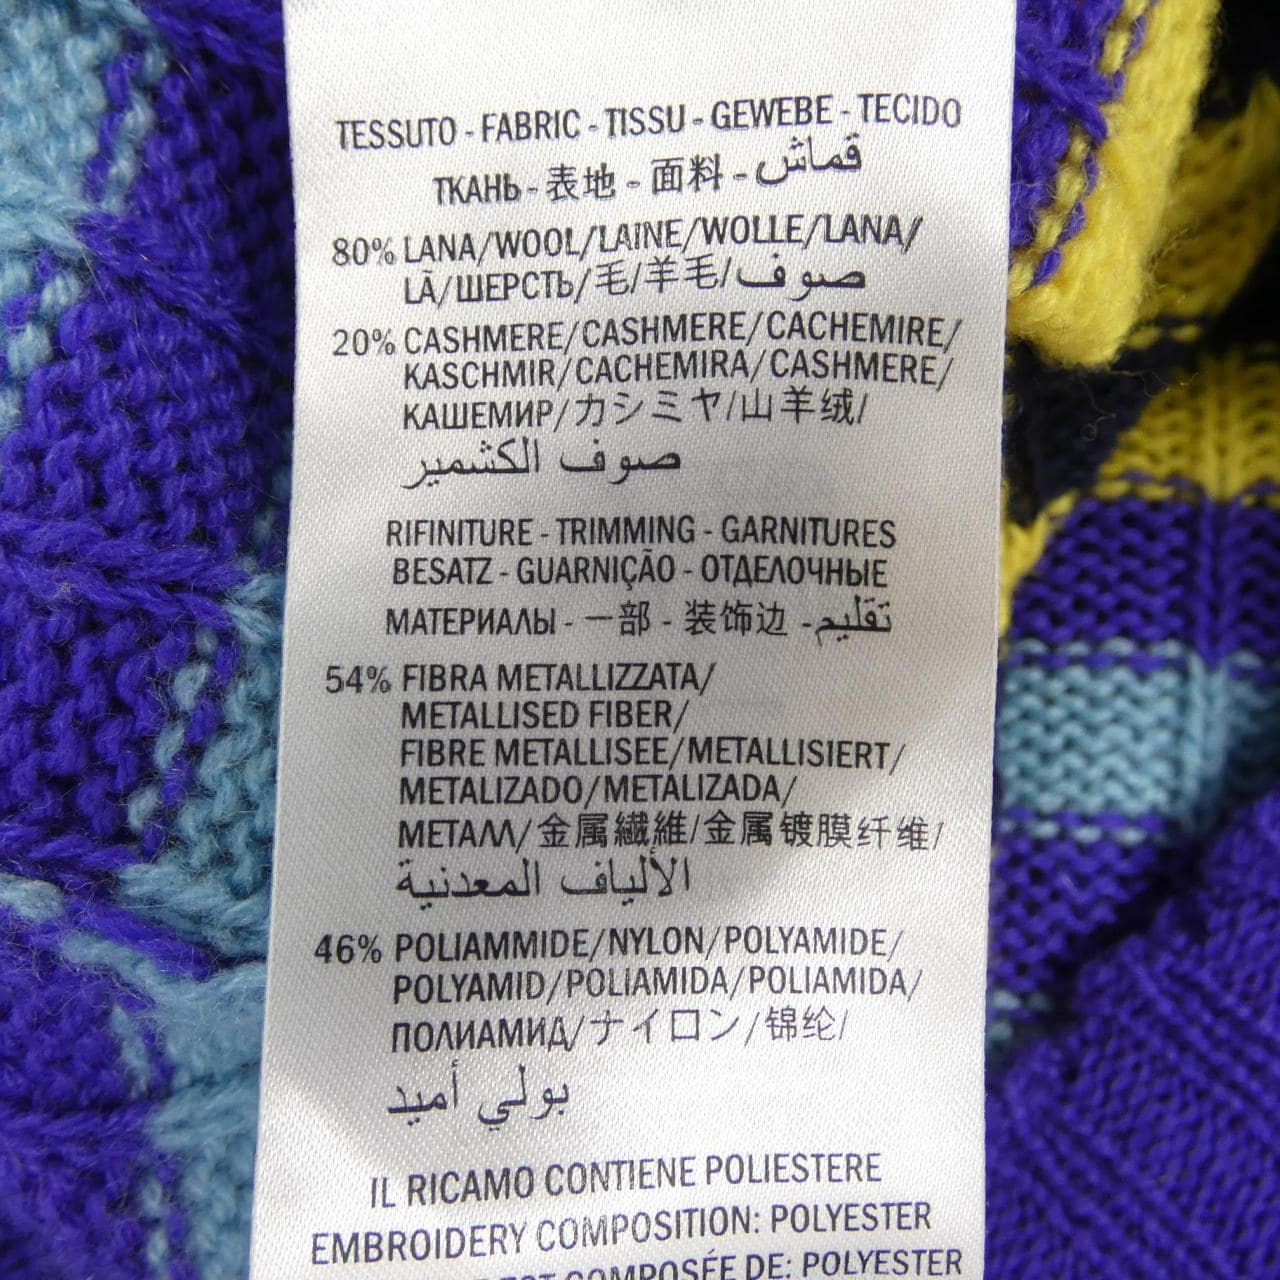 TESSUTO - FABRIC - TISSU - GEWEBE - TECIDO
ТКАНЬ - 表地 - 面料 - قماش
80% LANA/WOOL/LAINE/WOLLE/LANA/
LÃ/ШЕРСТЬ/毛/羊毛/صوف
20% CASHMERE/CASHMERE/CACHEMIRE/
KASCHMIR/CACHEMIRA/CASHMERE/
КАШЕМИР/カシミヤ/山羊绒/
صوف الكشمير
RIFINITURE - TRIMMING - GARNITURES
BESATZ - GUARNIÇÃO - ОТДЕЛОЧНЫЕ
МАТЕРИАЛЫ - 一部 - 装饰边 - تقليم
54% FIBRA METALLIZZATA/
METALLISED FIBER/
FIBRE METALLISEE/METALLISIERT/
METALIZADO/METALIZADA/
МЕТАЛЛ/金属繊維/金属镀膜纤维/
الألياف المعدنية
46% POLIAMMIDE/NYLON/POLYAMIDE/
POLYAMID/POLIAMIDA/POLIAMIDA/
ПОЛИАМИД/ナイロン/锦纶/
بولي أميد
IL RICAMO CONTIENE POLIESTERE
EMBROIDERY COMPOSITION: POLYESTER
EST COMPOSÉE DE: POLYESTER